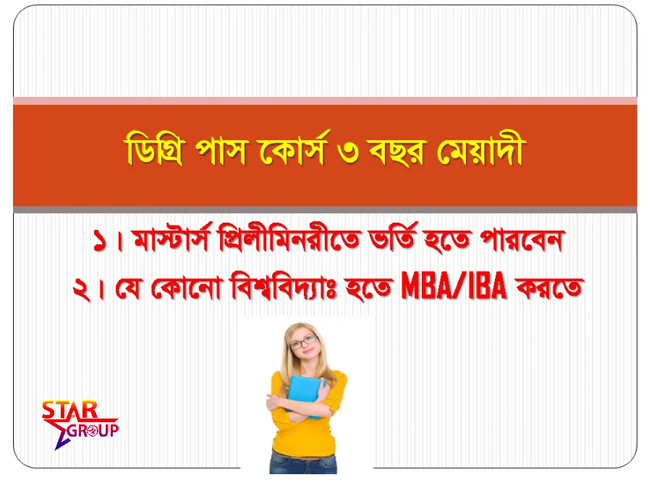 ডিগ্রি পাস কোর্স ৩ বছর মেয়াদী
১। মাস্টার্স প্রিলীমিনরীতে ভর্তি হতে পারবেন
২। যে কোনো বিশ্ববিদ্যাঃ হতে MBA/IBA করতে
STAR
GROUP